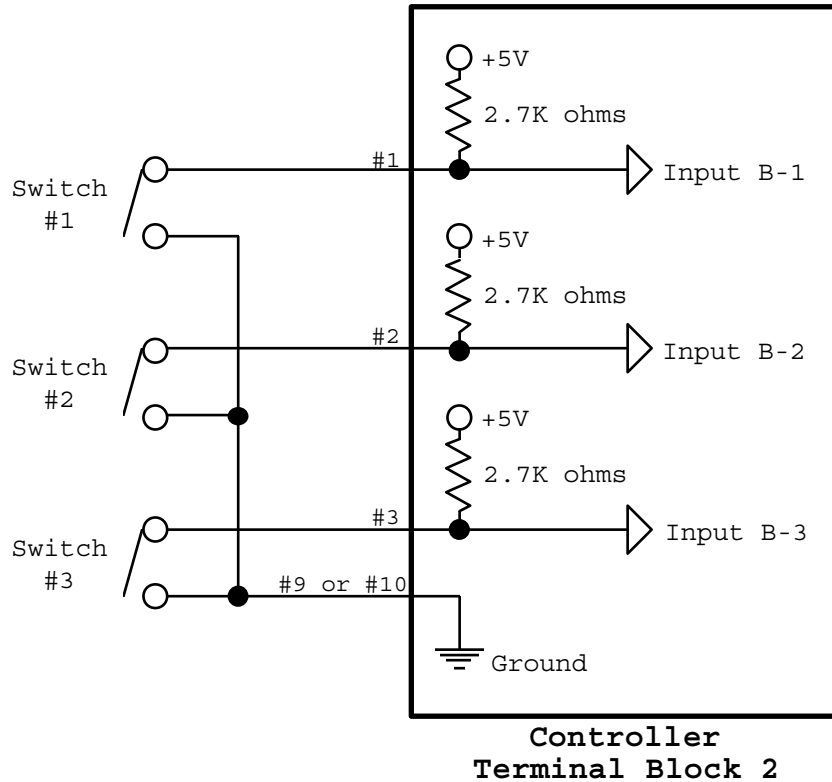 +5V
2.7K ohms
#1
Input B-1
Switch
#1
+5V
2.7K ohms
#2
Input B-2
Switch
#2
+5V
2.7K ohms
#3
Input B-3
Switch
#3
#9 or #10
Ground
Controller
Terminal Block 2